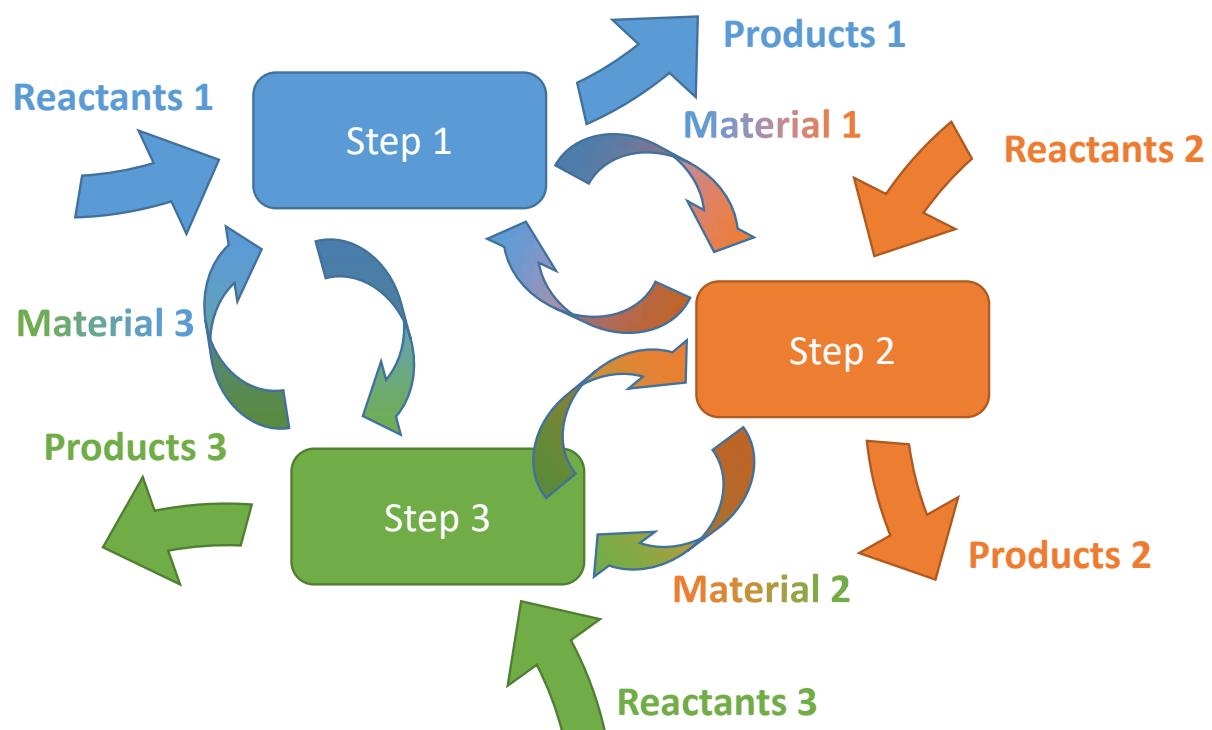 Products 1
Reactants 1
Material 1
Step 1
Reactants 2
Material 3
Step 2
Products 3
Step 3
Products 2
Material 2
Reactants 3